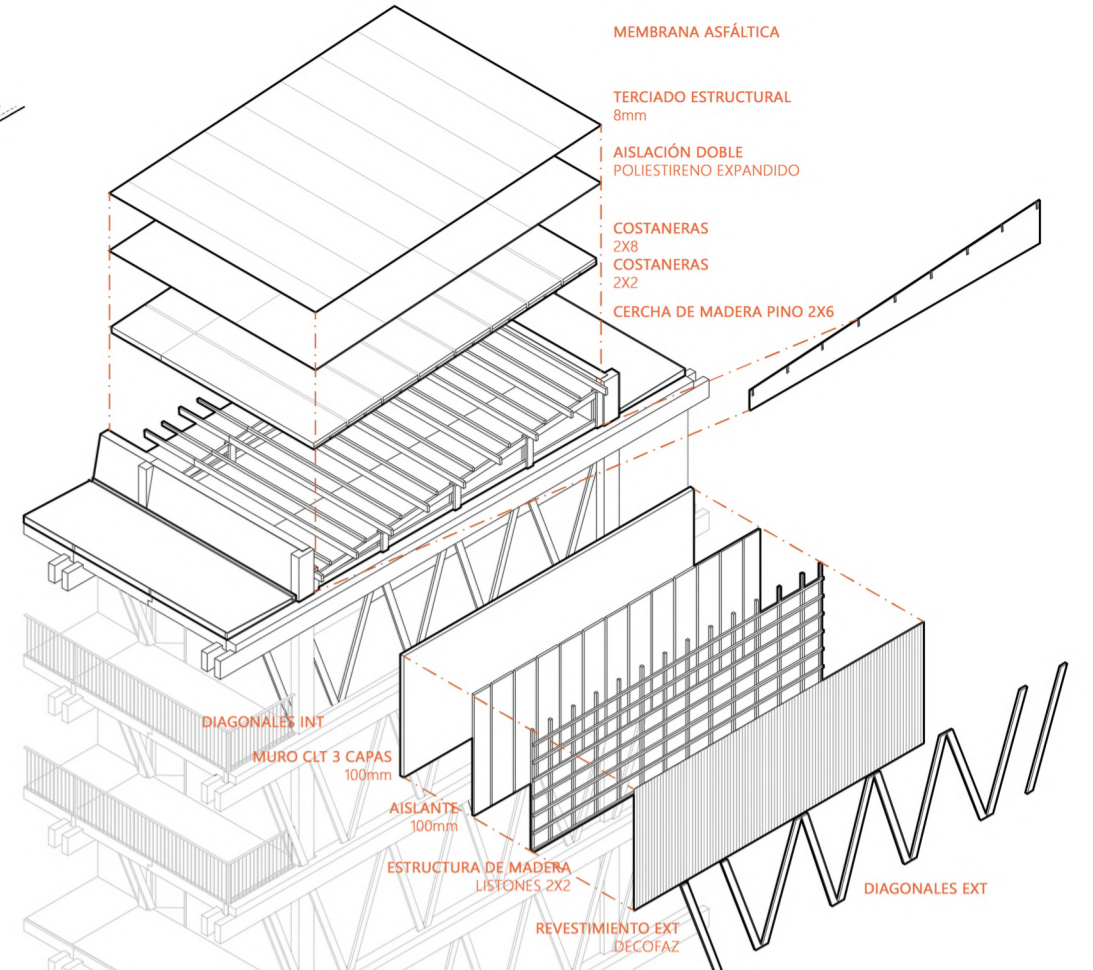 MEMBRANA ASFÁLTICA
TERCIADO ESTRUCTURAL
8mm
AISLACIÓN DOBLE
POLIESTIRENO EXPANDIDO
COSTANERAS
2X8
COSTANERAS
2X2
CERCHA DE MADERA PINO 2X6
DIAGONALES INT
MURO CLT 3 CAPAS
100mm
AISLANTE
100mm
ESTRUCTURA DE MADERA
LISTONES 2X2
REVESTIMIENTO EXT
DECOFAZ
DIAGONALES EXT